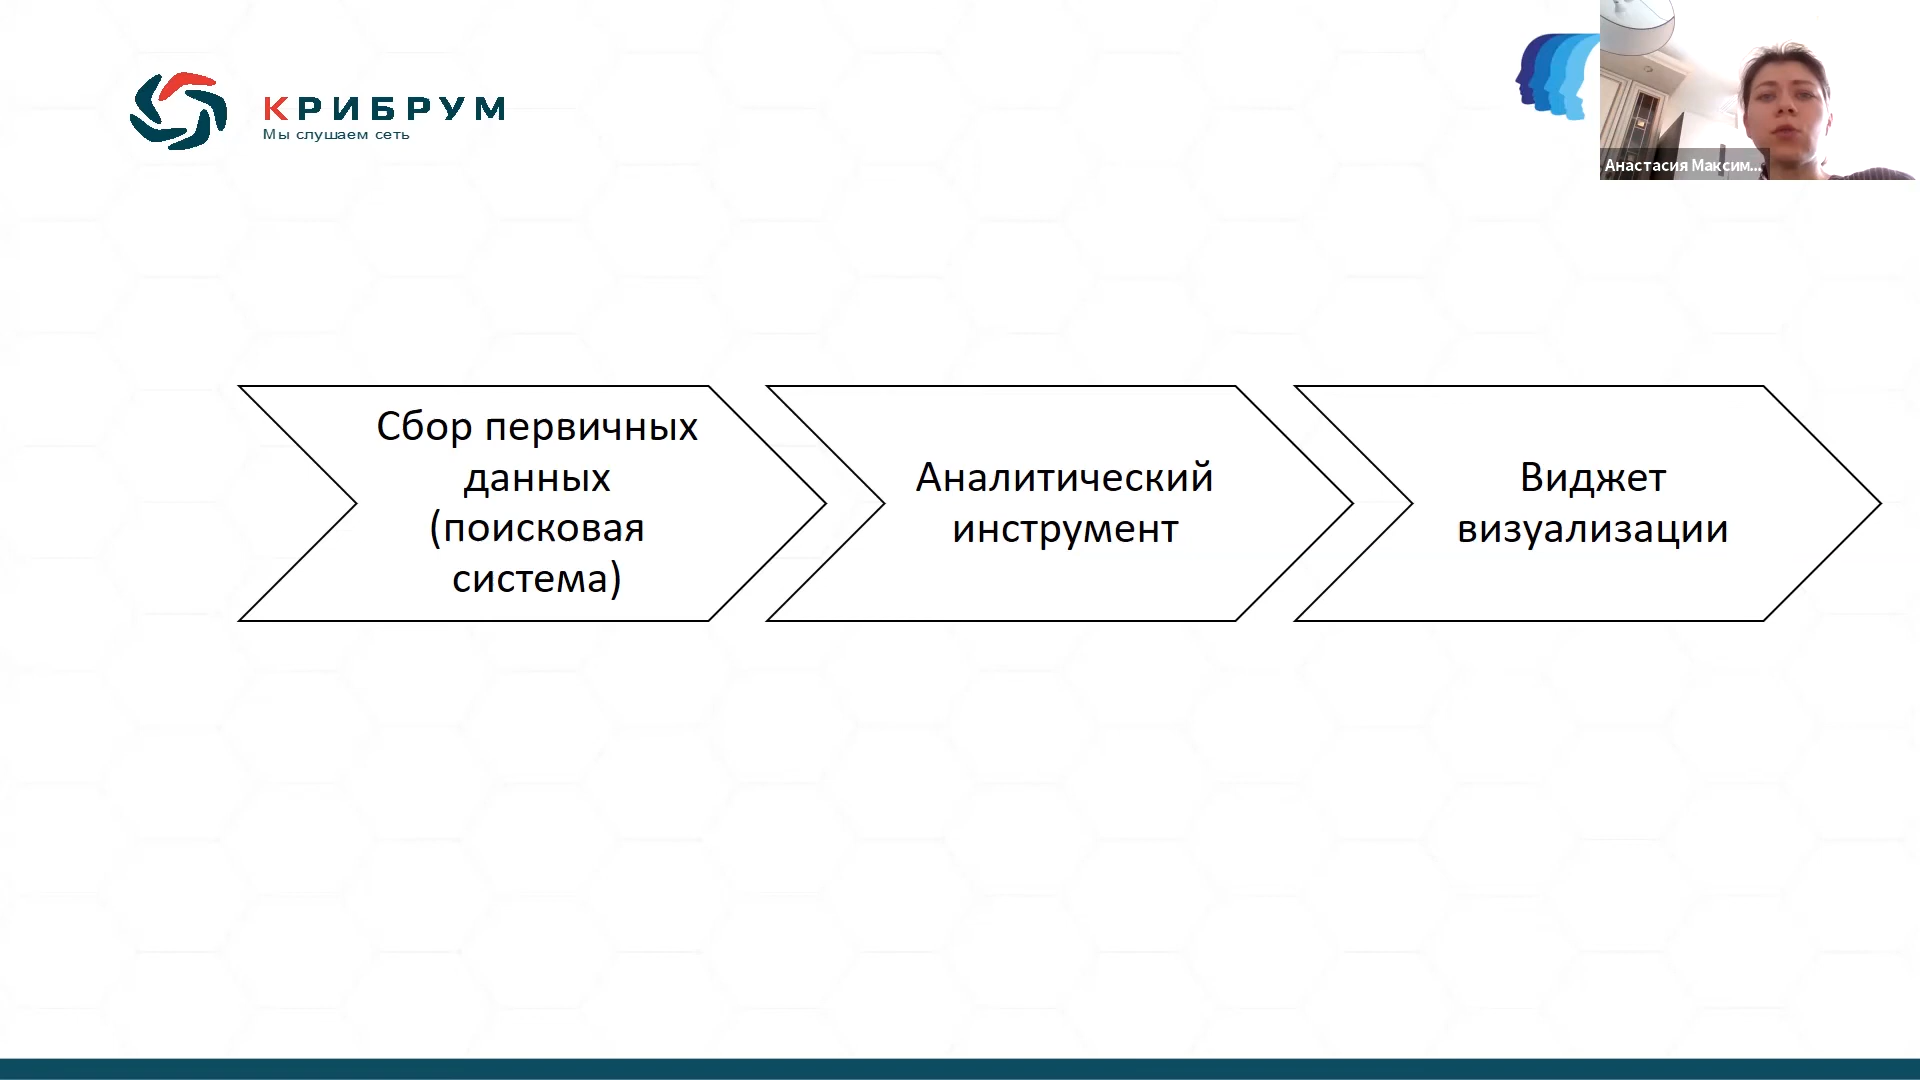 КРИБРУМ
Мы слушаем сеть
Анастасия Максим...
Сбор первичных
данных
(поисковая
система)
Аналитический
инструмент
Виджет
визуализации